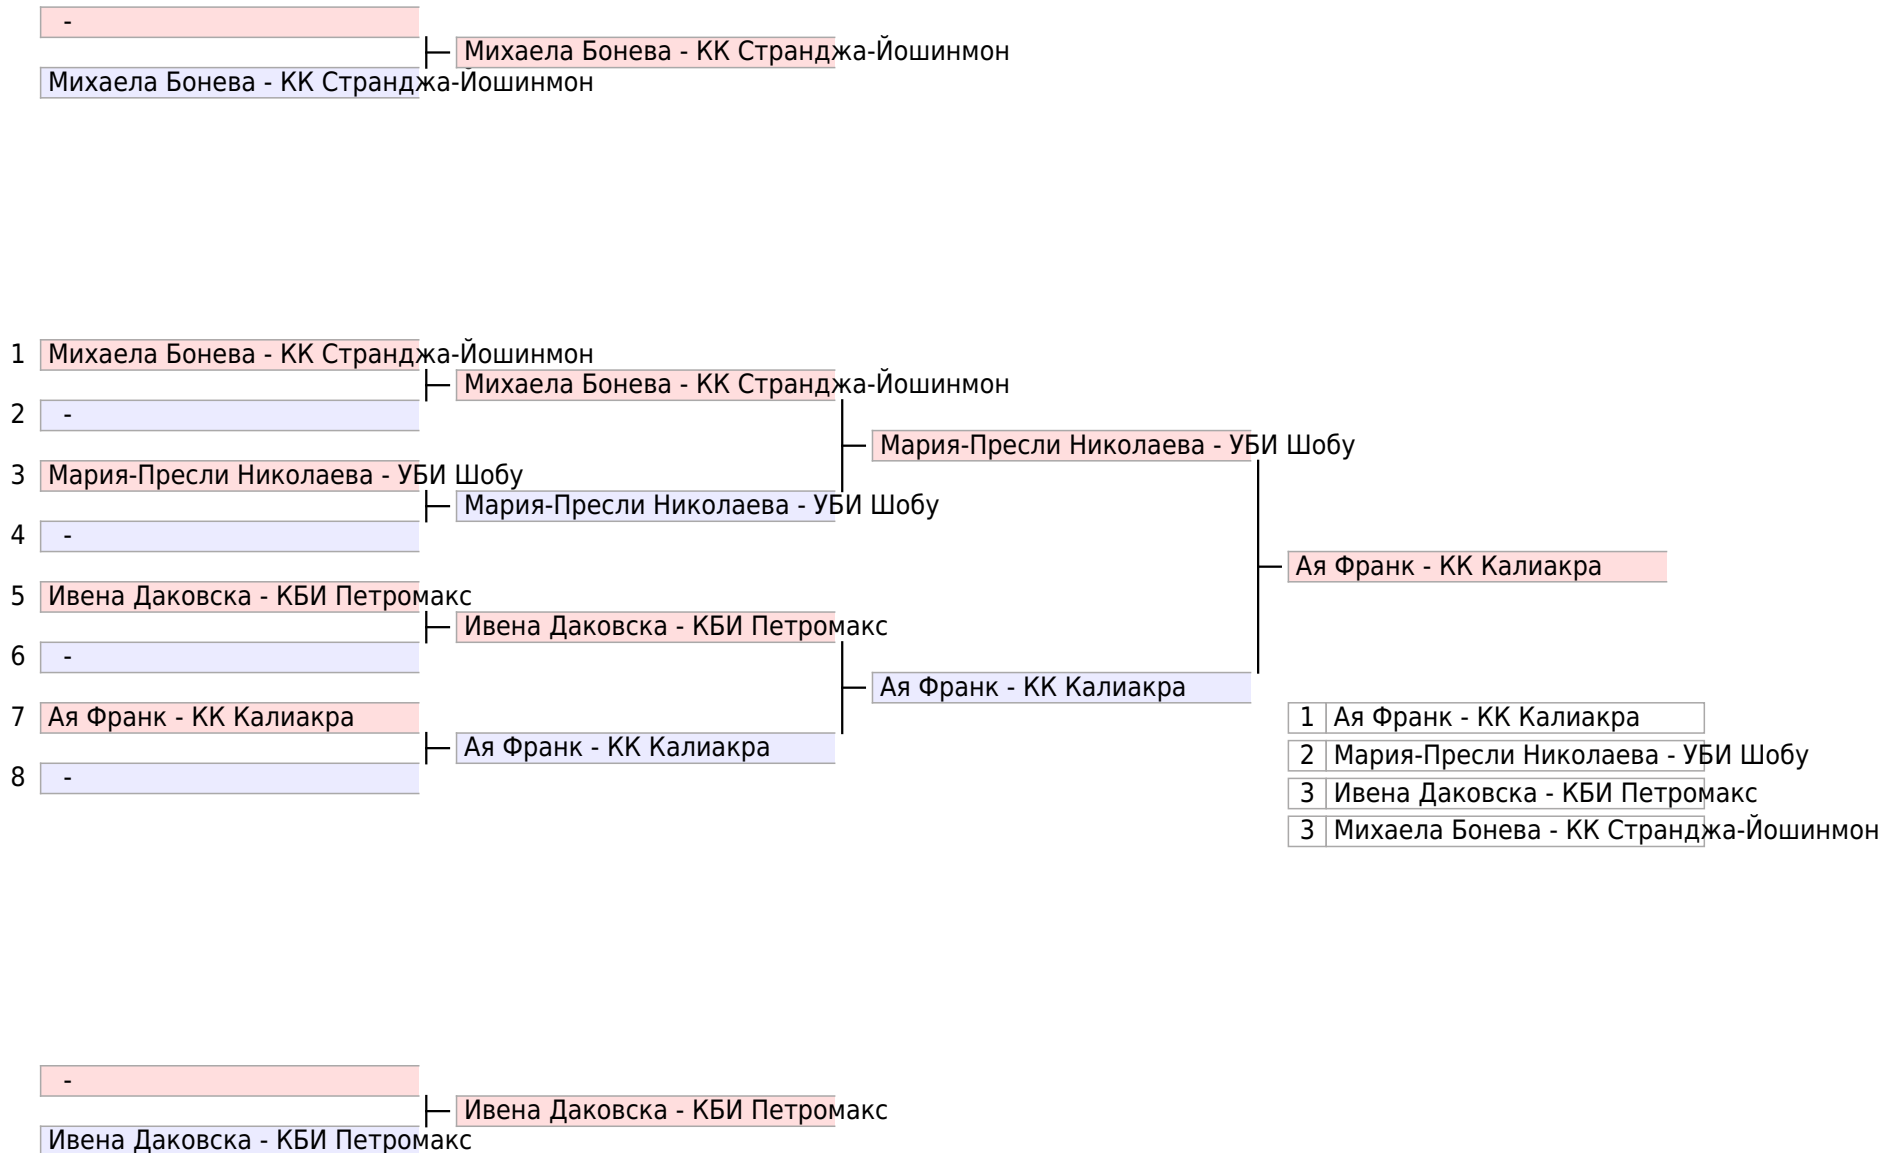 -
Михаела Бонева - КК Странджа-Йошинмон
Михаела Бонева - КК Странджа-Йошинмон
1 Михаела Бонева - КК Странджа-Йошинмон
Михаела Бонева - КК Странджа-Йошинмон
2 -
Мария-Пресли Николаева - УБИ Шобу
3 Мария-Пресли Николаева - УБИ Шобу
Мария-Пресли Николаева - УБИ Шобу
4 -
Ая Франк - КК Калиакра
5 Ивена Даковска - КБИ Петромакс
Ивена Даковска - КБИ Петромакс
6 -
Ая Франк - КК Калиакра
7 Ая Франк - КК Калиакра
Ая Франк - КК Калиакра
8 -
1 Ая Франк - КК Калиакра
2 Мария-Пресли Николаева - УБИ Шобу
3 Ивена Даковска - КБИ Петромакс
3 Михаела Бонева - КК Странджа-Йошинмон
-
Ивена Даковска - КБИ Петромакс
Ивена Даковска - КБИ Петромакс